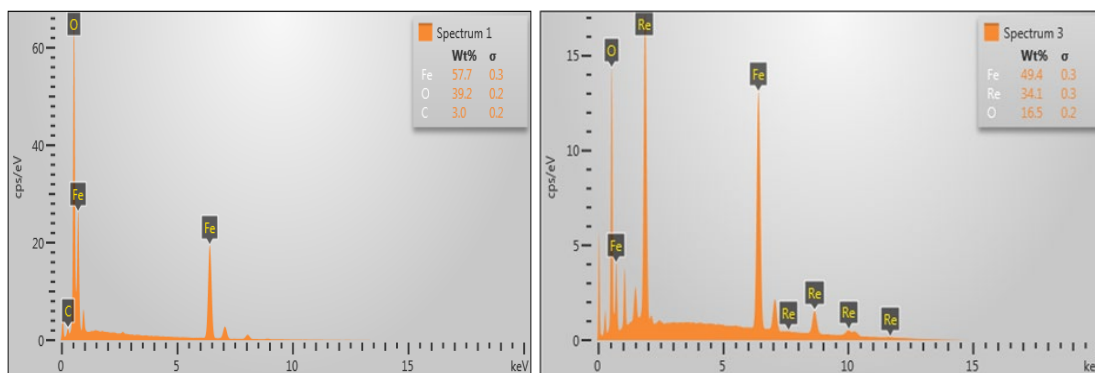 Spectrum 1
Wt% σ
Fe 57.7 0.3
O 39.2 0.2
C 3.0 0.2
O
Fe
C
Fe
60
40
20
0
cps/eV
0 5 10 15 keV
Spectrum 3
Wt% σ
Fe 49.4 0.3
Re 34.1 0.3
O 16.5 0.2
Re
O
Fe
Fe
Re
Re
Re
Re
15
10
5
0
cps/eV
0 5 10 15 ke